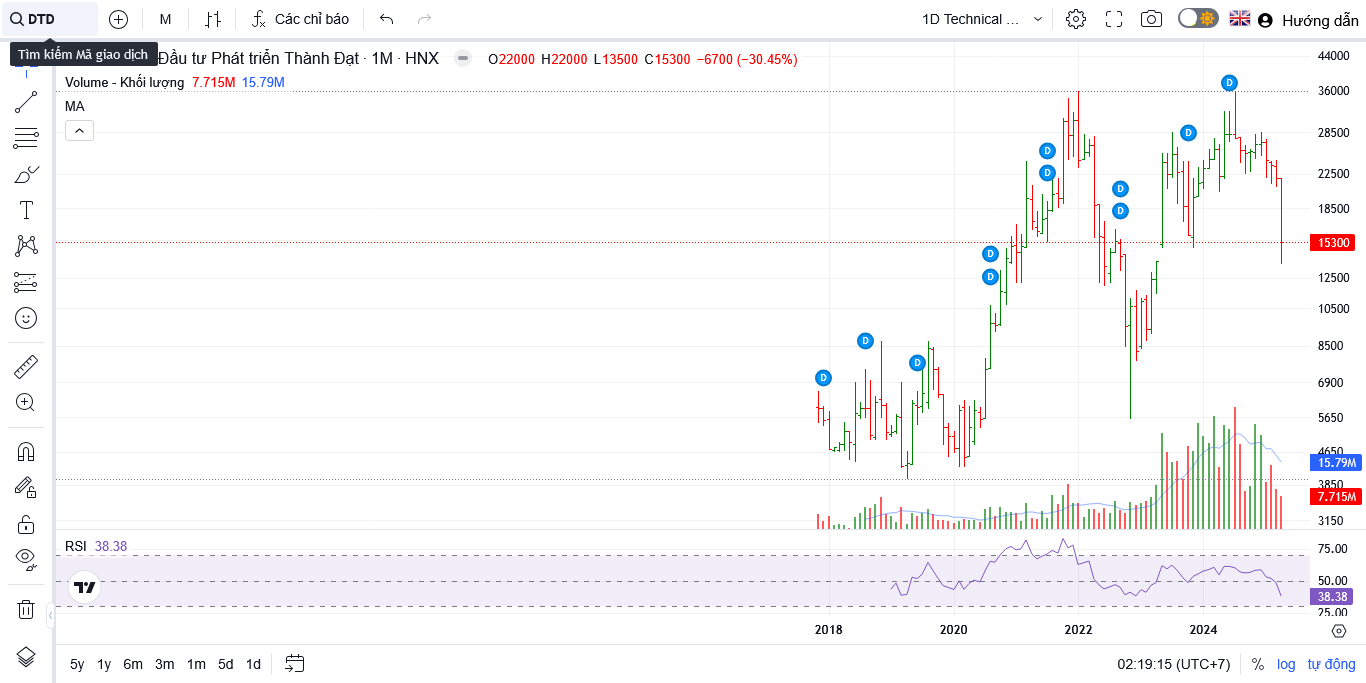 DTD M Các chỉ báo 1D Technical ... Hướng dẫn
Tìm kiếm Mã giao dịch
Đầu tư Phát triển Thành Đạt · 1M · HNX O22000 H22000 L13500 C15300 −6700 (−30.45%)
Volume - Khối lượng 7.715M 15.79M
MA
44000
36000
28500
22500
18500
15300
12500
10500
8500
6900
5650
4650
15.79M
3850
7.715M
3150
D
D
D
D
D
D
D
D
D
D
D
RSI 38.38
75.00
50.00
38.38
25.00
2018 2020 2022 2024
5y 1y 6m 3m 1m 5d 1d 02:19:15 (UTC+7) % log tự động